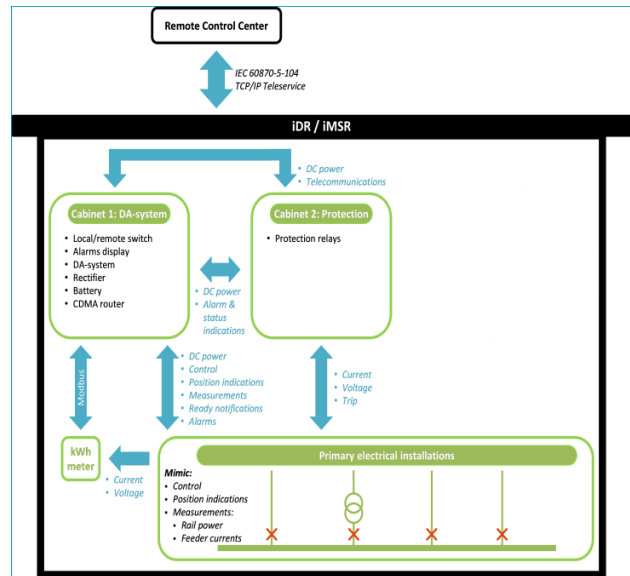 Remote Control Center
IEC 60870-5-104
TCP/IP Teleservice
iDR / iMSR
• DC power
• Telecommunications
Cabinet 1: DA-system
• Local/remote switch
• Alarms display
• DA-system
• Rectifier
• Battery
• CDMA router
Cabinet 2: Protection
• Protection relays
• DC power
• Alarm &
status
indications
Modbus
• DC power
• Control
• Position indications
• Measurements
• Ready notifications
• Alarms
• Current
• Voltage
• Trip
kWh
meter
• Current
• Voltage
Primary electrical installations
Mimic:
• Control
• Position indications
• Measurements:
• Rail power
• Feeder currents